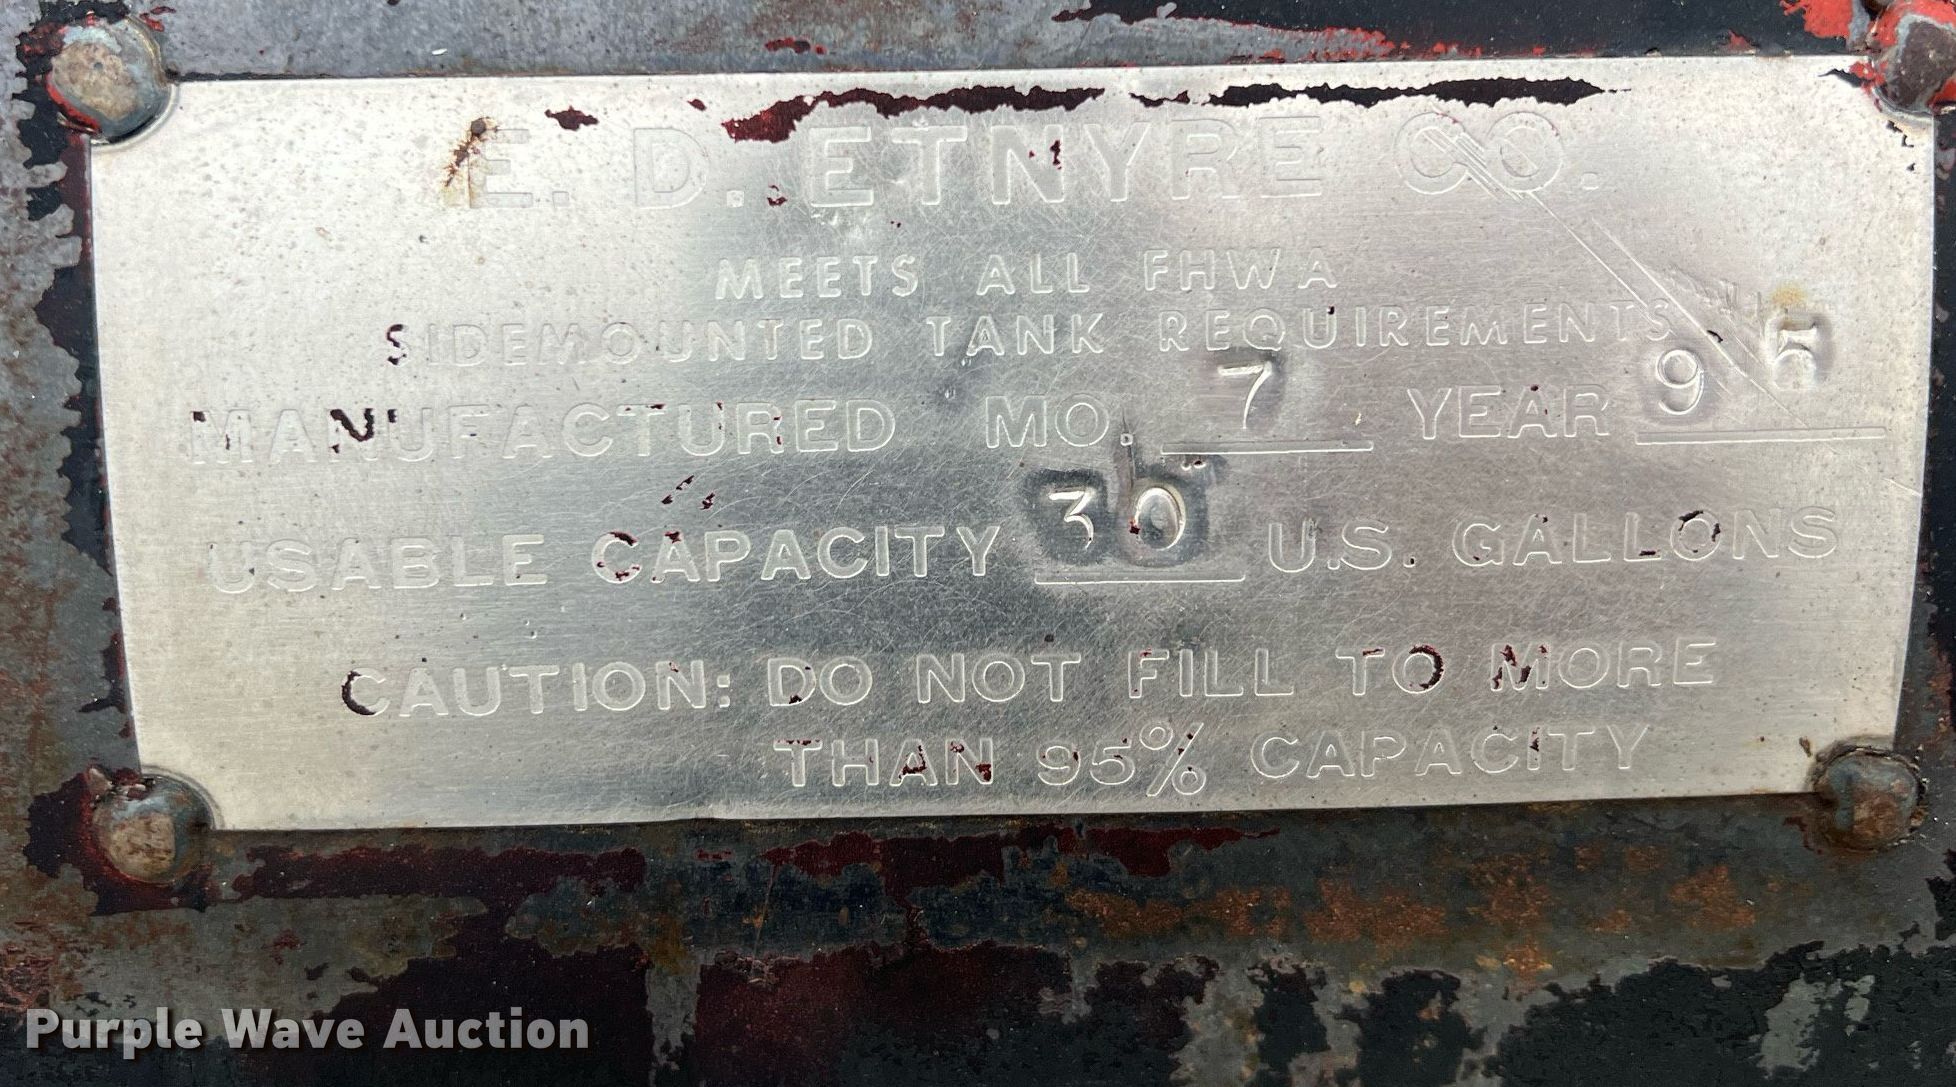 E. D. ETNYRE CO.
MEETS ALL FHWA
SIDEMOUNTED TANK REQUIREMENTS
MANUFACTURED MO. 7 YEAR 95
USABLE CAPACITY 30 U.S. GALLONS
CAUTION: DO NOT FILL TO MORE
THAN 95% CAPACITY
Purple Wave Auction